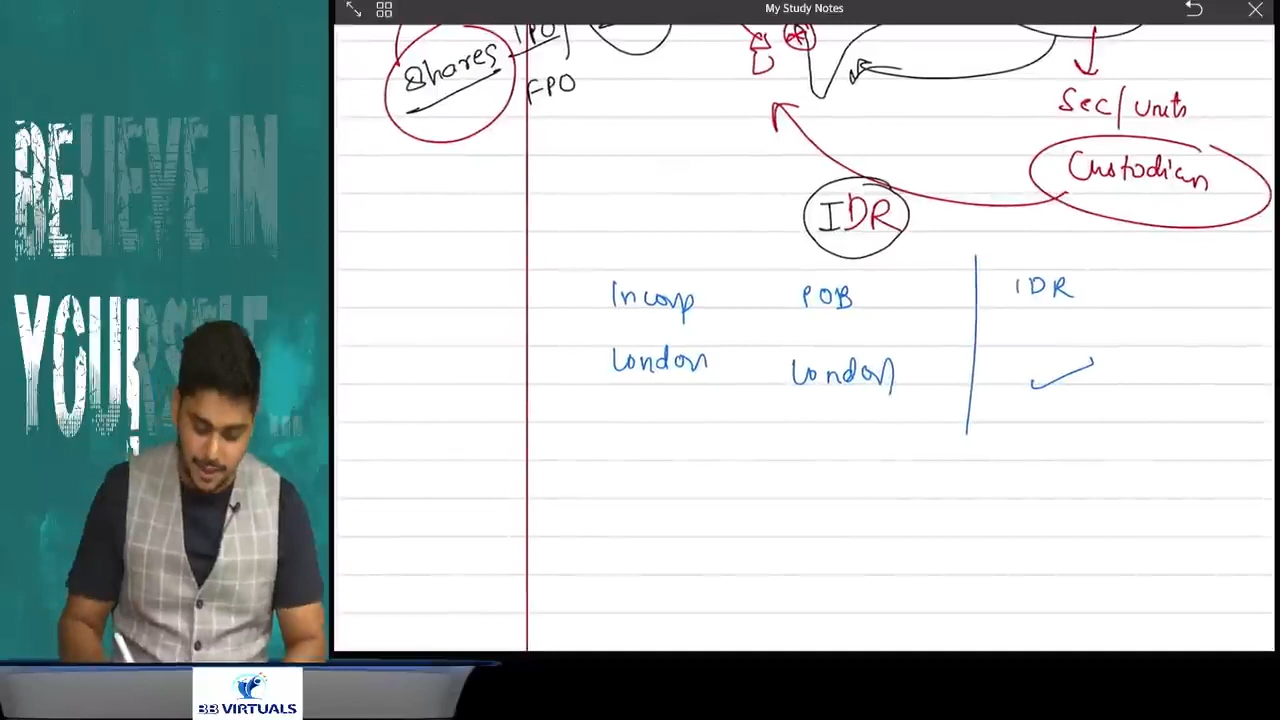 My Study Notes
IPO
Shares
FPO
Sec/units
Custodian
IDR
Incorp POB IDR
London London
BELIEVE IN
YOURSELF
BB VIRTUALS